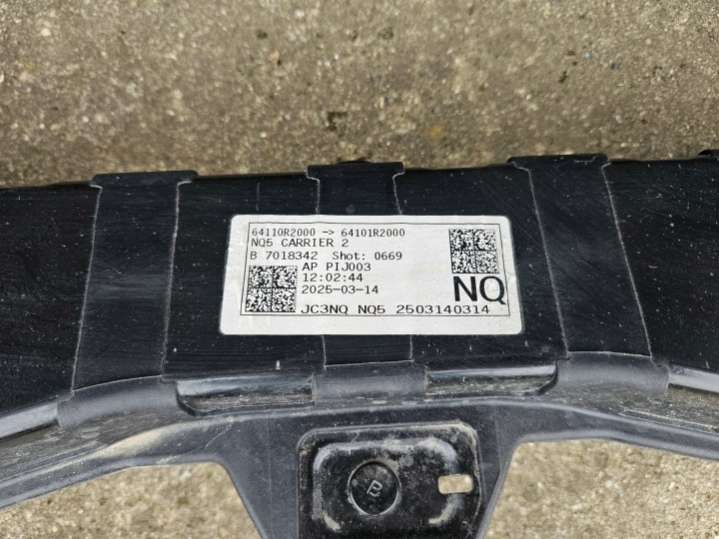 64110R2000 -> 64101R2000
NQ5 CARRIER 2
B 7018342 Shot: 0669
AP PIJ003
12:02:44
2025-03-14
NQ
JC3NQ NQ5 2503140314